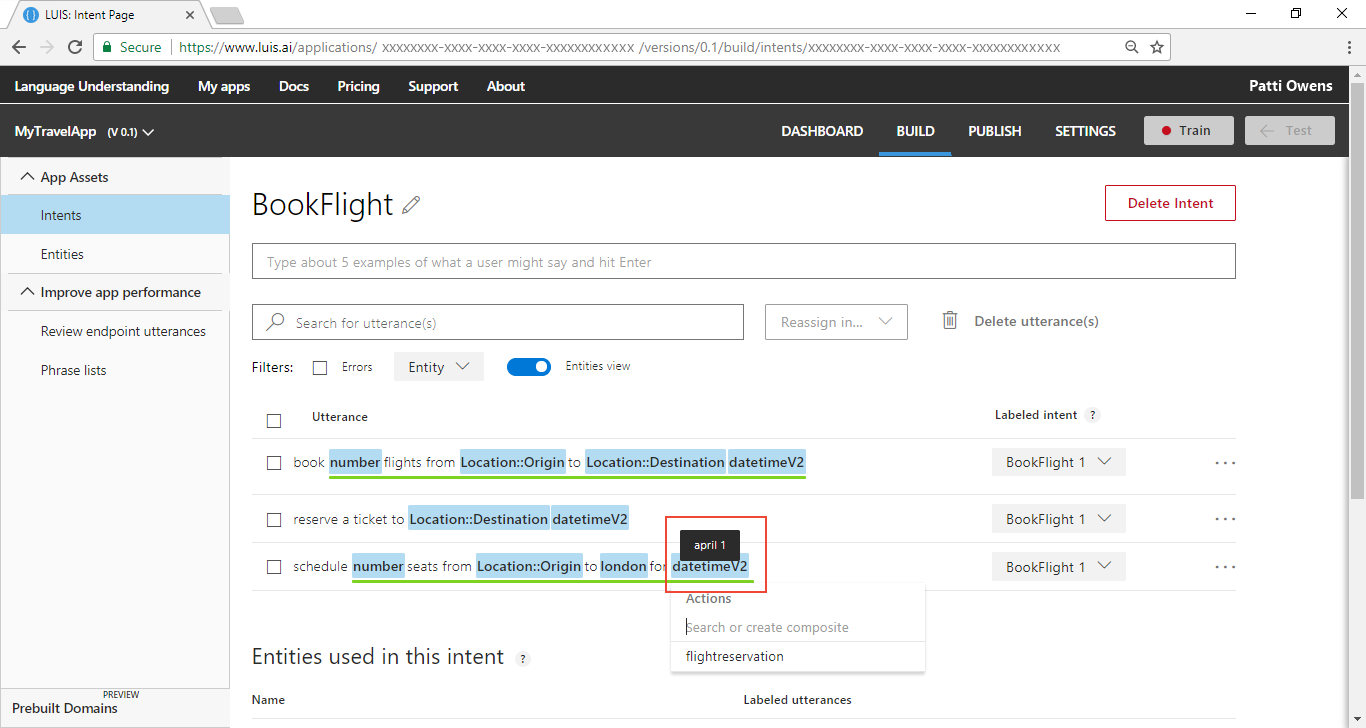 LUIS: Intent Page
Secure https://www.luis.ai/applications/ xxxxxxxx-xxxx-xxxx-xxxx-xxxxxxxxxxxx /versions/0.1/build/intents/xxxxxxxx-xxxx-xxxx-xxxx-xxxxxxxxxxxx
Language Understanding My apps Docs Pricing Support About Patti Owens
MyTravelApp (V 0.1) DASHBOARD BUILD PUBLISH SETTINGS Train Test
App Assets
Intents
Entities
Improve app performance
Review endpoint utterances
Phrase lists
PREVIEW
Prebuilt Domains
BookFlight Delete Intent
Type about 5 examples of what a user might say and hit Enter
Search for utterance(s) Reassign in... Delete utterance(s)
Filters: Errors Entity Entities view
Utterance Labeled intent ?
book number flights from Location::Origin to Location::Destination datetimeV2 BookFlight 1 ...
reserve a ticket to Location::Destination datetimeV2 BookFlight 1 ...
april 1
schedule number seats from Location::Origin to london for datetimeV2 BookFlight 1 ...
Actions
Search or create composite
flightreservation
Entities used in this intent ?
Name Labeled utterances